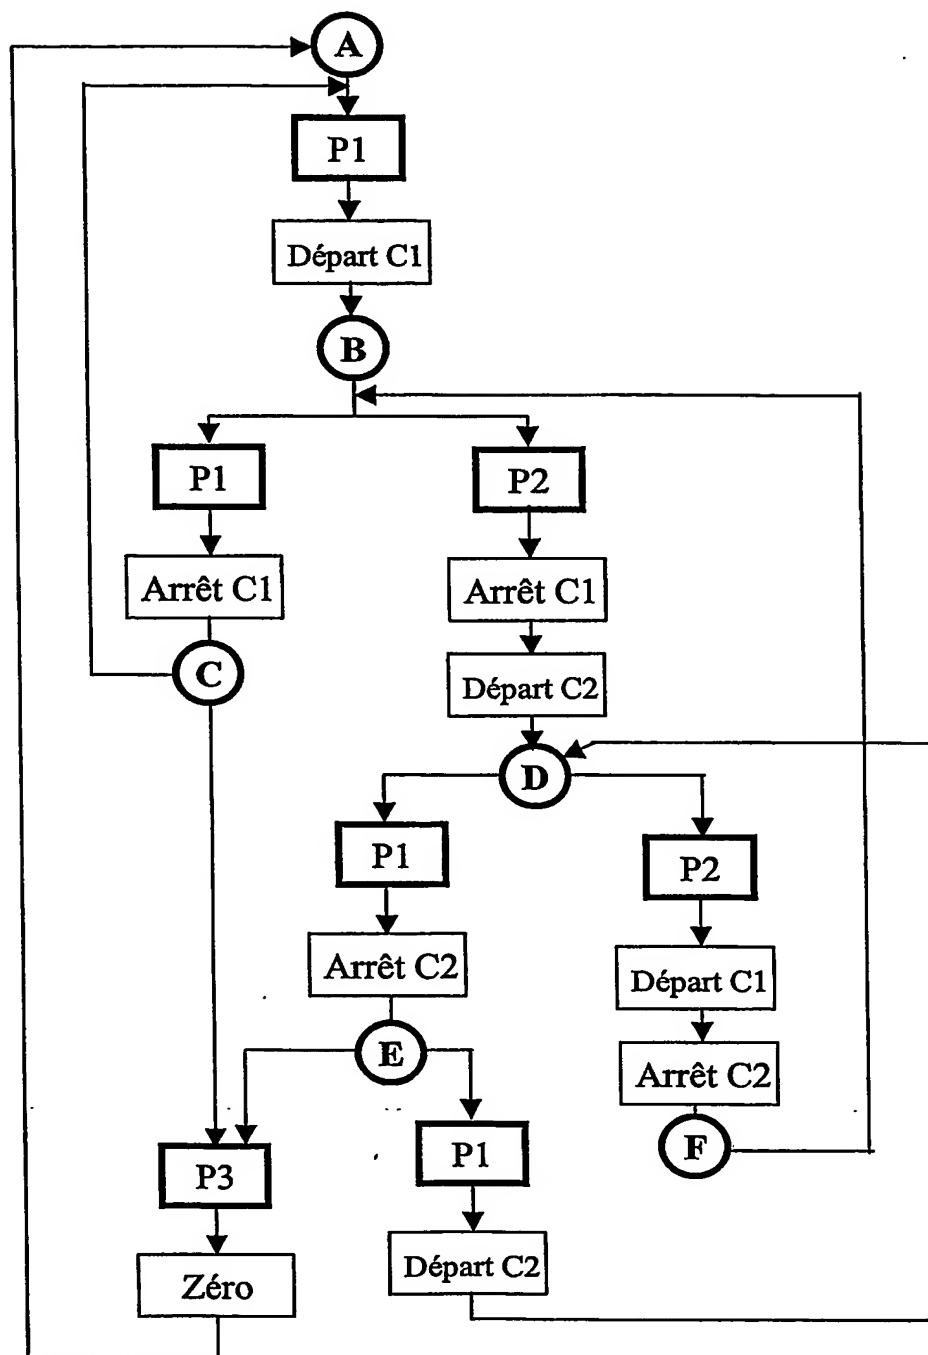 A
P1
Départ C1
B
P1
P2
Arrêt C1
Arrêt C1
C
Départ C2
D
P1
P2
Arrêt C2
Départ C1
E
Arrêt C2
P1
F
P3
Départ C2
Zéro